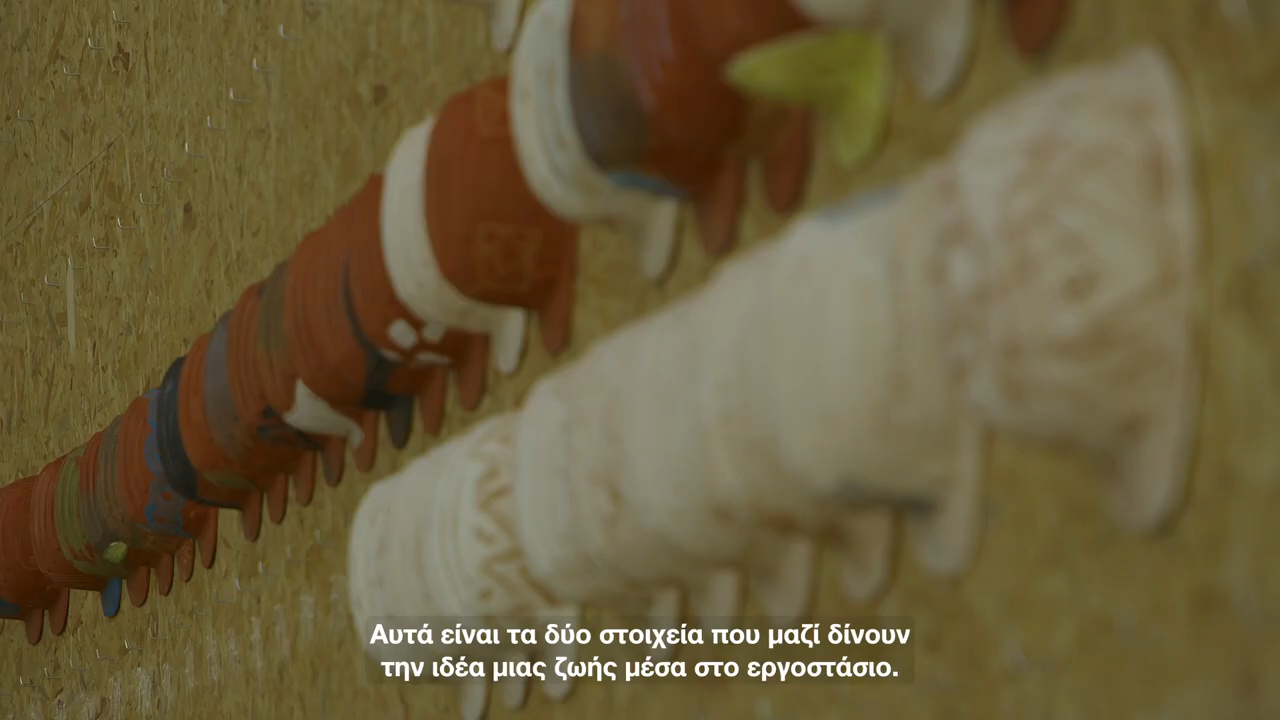 Αυτά είναι τα δύο στοιχεία που μαζί δίνουν
την ιδέα μιας ζωής μέσα στο εργοστάσιο.